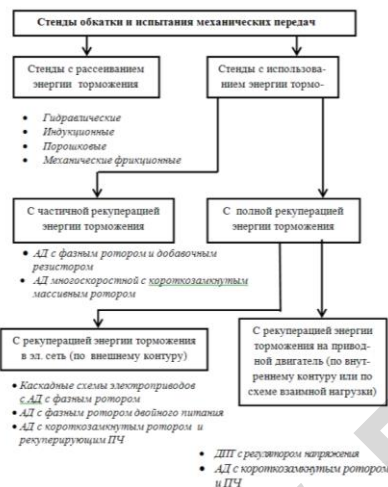 Стенды обкатки и испытания механических передач
Стенды с рассеиванием
энергии торможения
Стенды с использова-
нием энергии тормо-
• Гидравлические
• Индукционные
• Порошковые
• Механические фрикционные
С частичной рекуперацией
энергии торможения
С полной рекуперацией
энергии торможения
• АД с фазным ротором и добавочным
резистором
• АД многоскоростной с короткозамкнутым
массивным ротором
С рекуперацией энергии торможения
в эл. сеть (по внешнему контуру)
С рекуперацией энергии
торможения на привод-
ной двигатель (по внут-
реннему контуру или по
схеме взаимной нагрузки)
• Каскадные схемы электроприводов
с АД с фазным ротором
• АД с фазным ротором двойного питания
• АД с короткозамкнутым ротором и
рекуперирующим ПЧ
• ДПТ с регулятором напряжения
• АД с короткозамкнутым ротором
и ПЧ